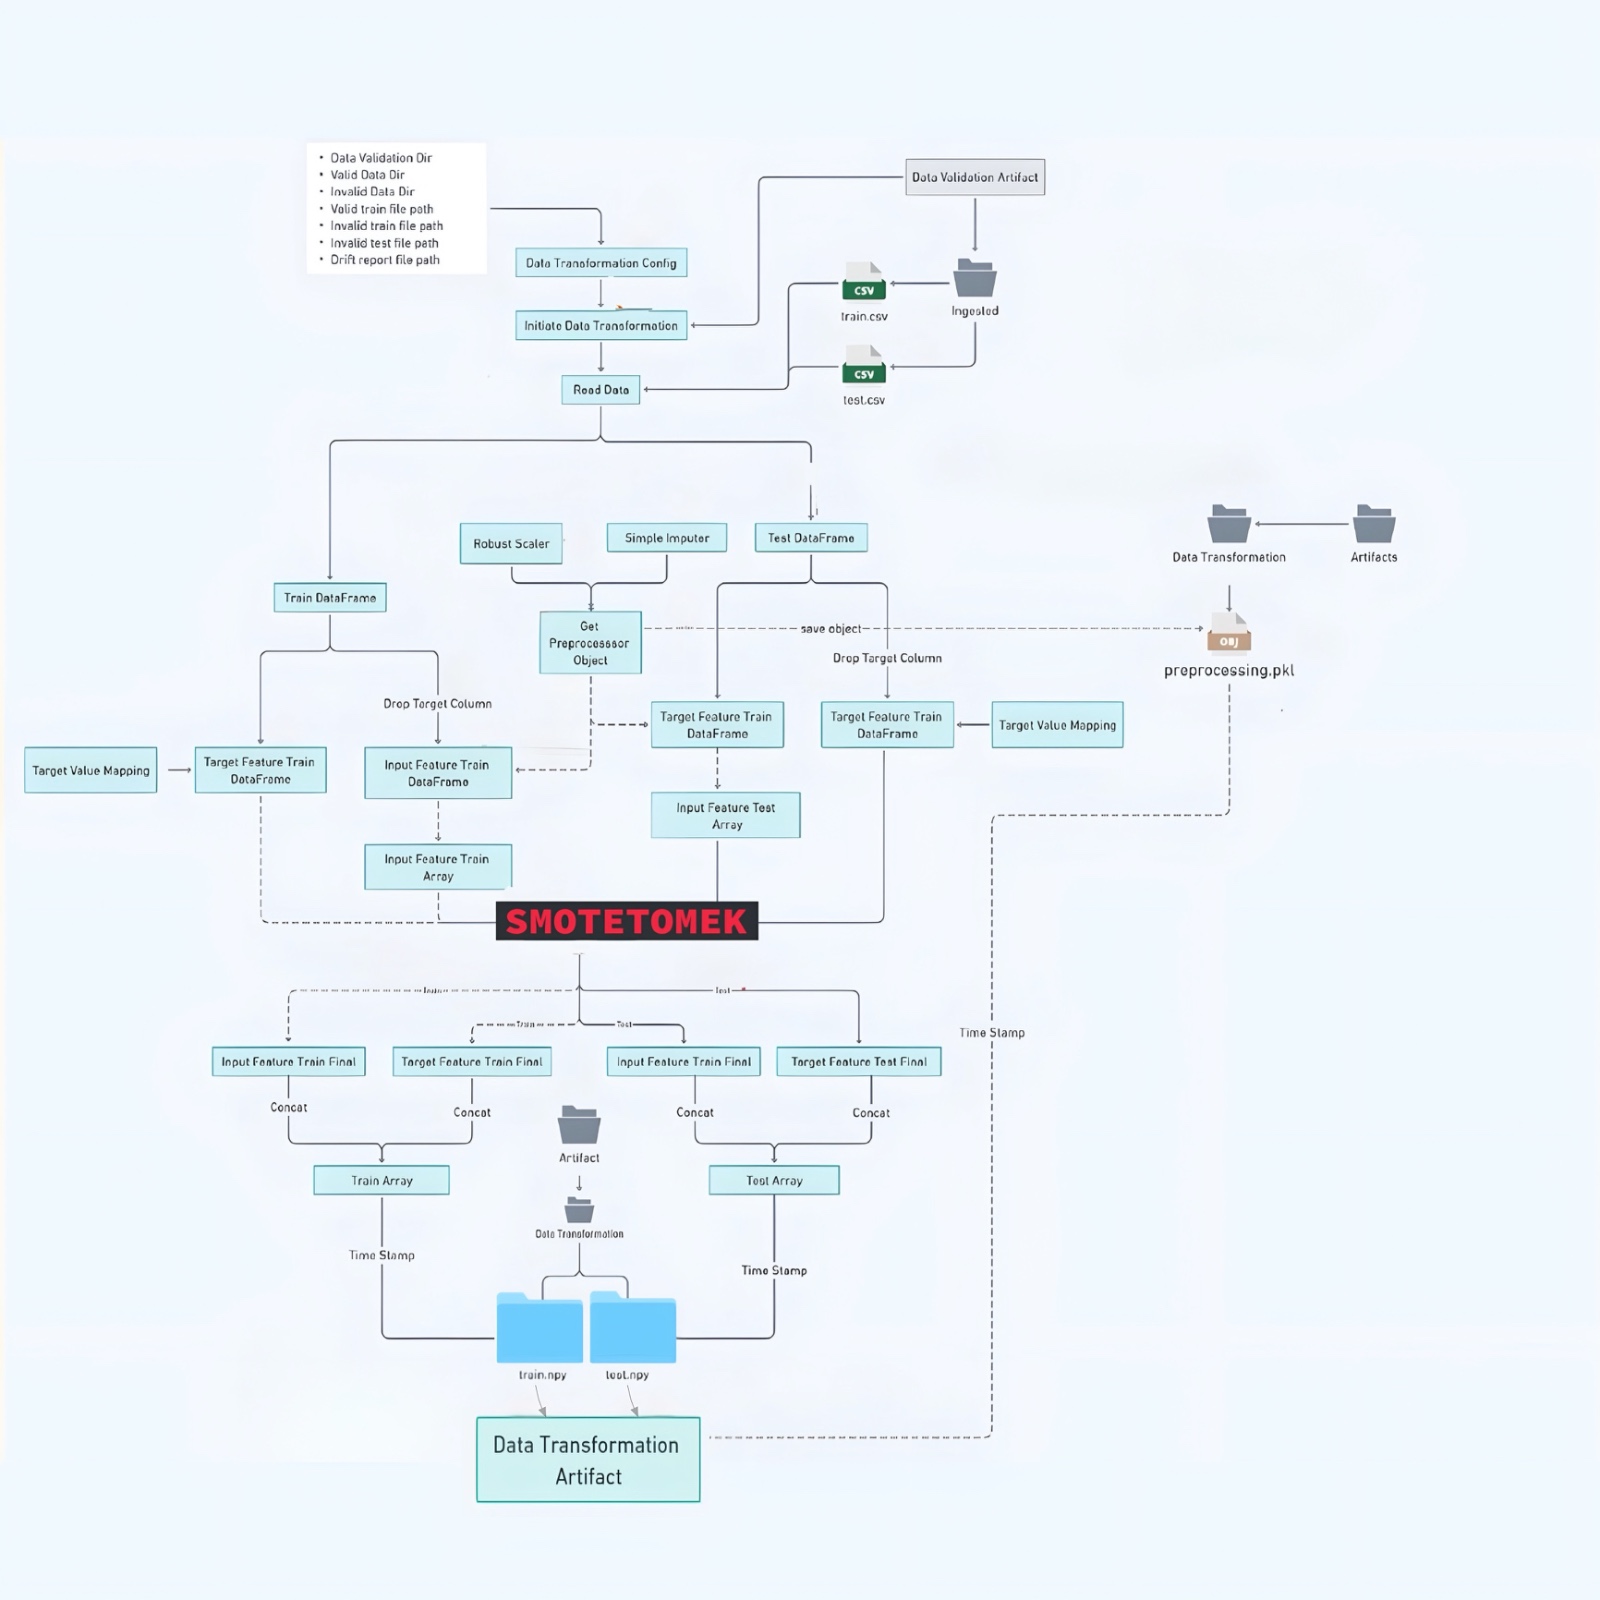 • Data Validation Dir
• Valid Data Dir
• Invalid Data Dir
• Valid train file path
• Invalid train file path
• Invalid test file path
• Drift report file path
Data Validation Artifact
Data Transformation Config
CSV
train.csv
Ingested
Initiate Data Transformation
CSV
test.csv
Read Data
Robust Scaler
Simple Imputer
Test DataFrame
Data Transformation
Artifacts
Train DataFrame
Get
Preprocesssor
Object
save object
OBJ
preprocessing.pkl
Drop Target Column
Drop Target Column
Target Feature Train
DataFrame
Target Feature Train
DataFrame
Target Value Mapping
Target Value Mapping
Target Feature Train
DataFrame
Input Feature Train
DataFrame
Input Feature Test
Array
Input Feature Train
Array
SMOTETOMEK
Train
Test
Train
Test
Time Stamp
Input Feature Train Final
Target Feature Train Final
Input Feature Train Final
Target Feature Test Final
Concat
Concat
Concat
Concat
Artifact
Train Array
Test Array
Data Transformation
Time Stamp
Time Stamp
train.npy
test.npy
Data Transformation
Artifact